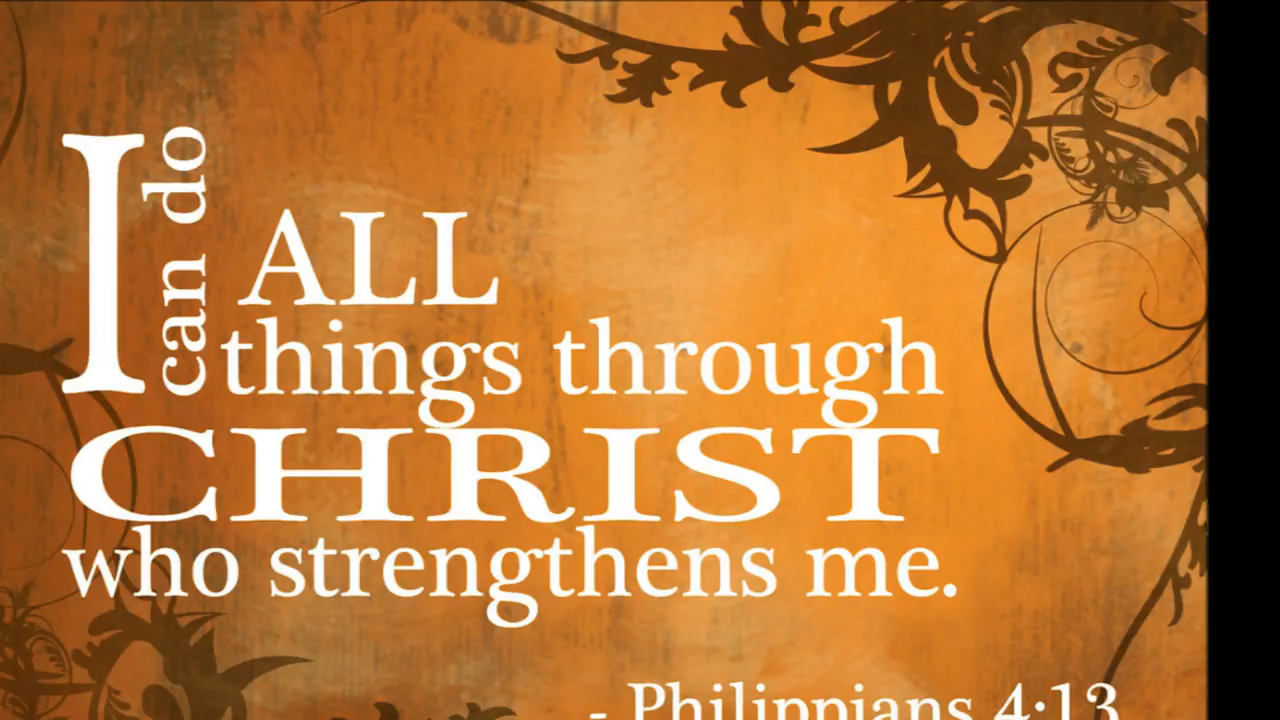 I can do ALL
things through
CHRIST
who strengthens me.
- Philippians 4:13